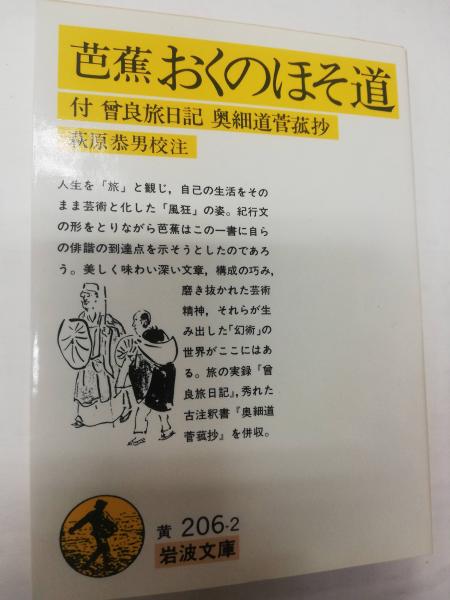 芭蕉 おくのほそ道
付 曾良旅日記 奥細道菅菰抄
萩原恭男校注
人生を「旅」と観じ，自己の生活をその
まま芸術と化した「風狂」の姿。紀行文
の形をとりながら芭蕉はこの一書に自ら
の俳諧の到達点を示そうとしたのであろ
う。美しく味わい深い文章，構成の巧み，
磨き抜かれた芸術
精神，それらが生
み出した「幻術」の
世界がここにはあ
る。旅の実録『曾
良旅日記』，秀れた
古注釈書『奥細道
菅菰抄』を併収。
黄 206-2
岩波文庫